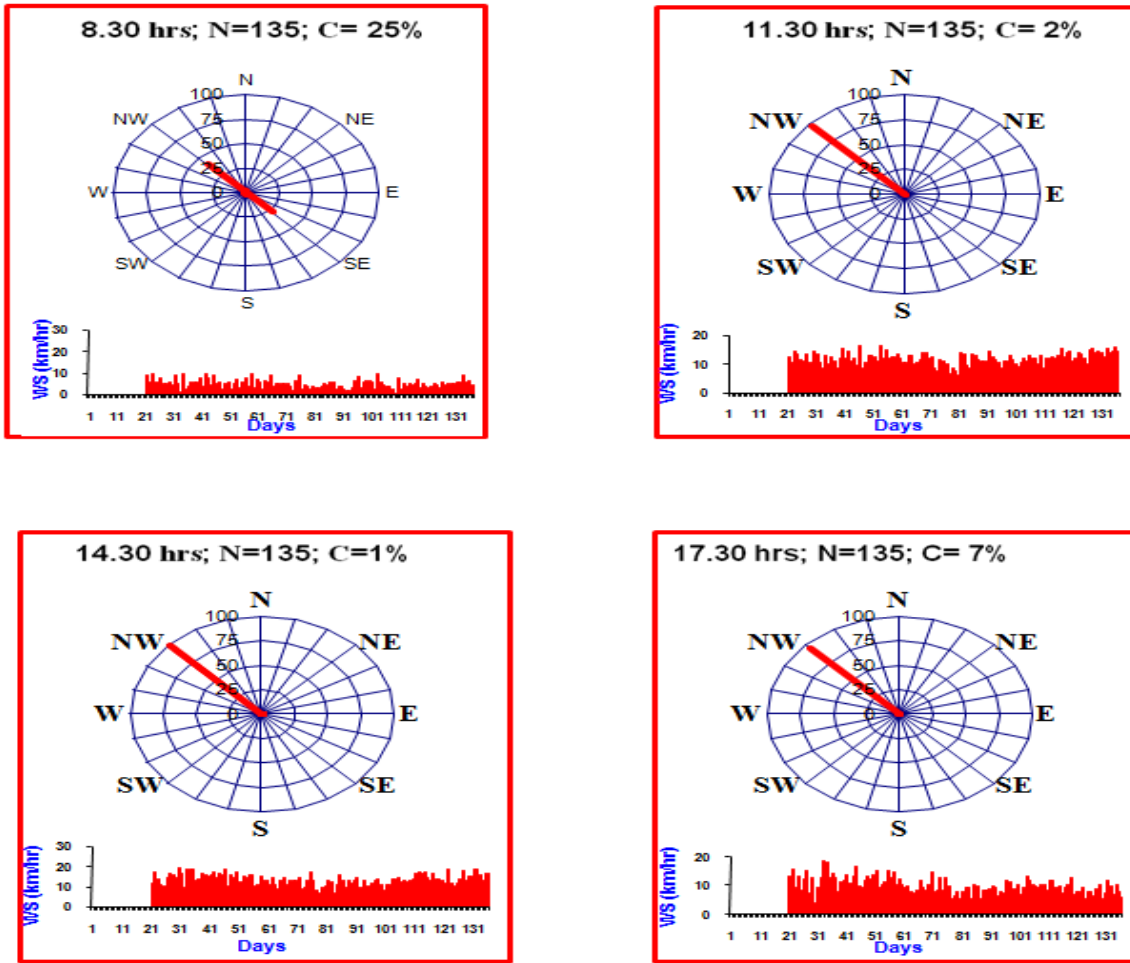 8.30 hrs; N=135; C= 25%
N
100
NW
NE
75
50
25
W
0
E
SW
SE
S
30
20
10
0
WS (km/hr)
1 11 21 31 41 51 61 71 81 91 101 111 121 131
Days
11.30 hrs; N=135; C= 2%
N
100
NW
NE
75
50
25
W
0
E
SW
SE
S
20
10
0
WS (km/hr)
1 11 21 31 41 51 61 71 81 91 101 111 121 131
Days
14.30 hrs; N=135; C=1%
N
100
NW
NE
75
50
25
W
0
E
SW
SE
S
30
20
10
0
WS (km/hr)
1 11 21 31 41 51 61 71 81 91 101 111 121 131
Days
17.30 hrs; N=135; C= 7%
N
100
NW
NE
75
50
25
W
0
E
SW
SE
S
20
10
0
WS (km/hr)
1 11 21 31 41 51 61 71 81 91 101 111 121 131
Days